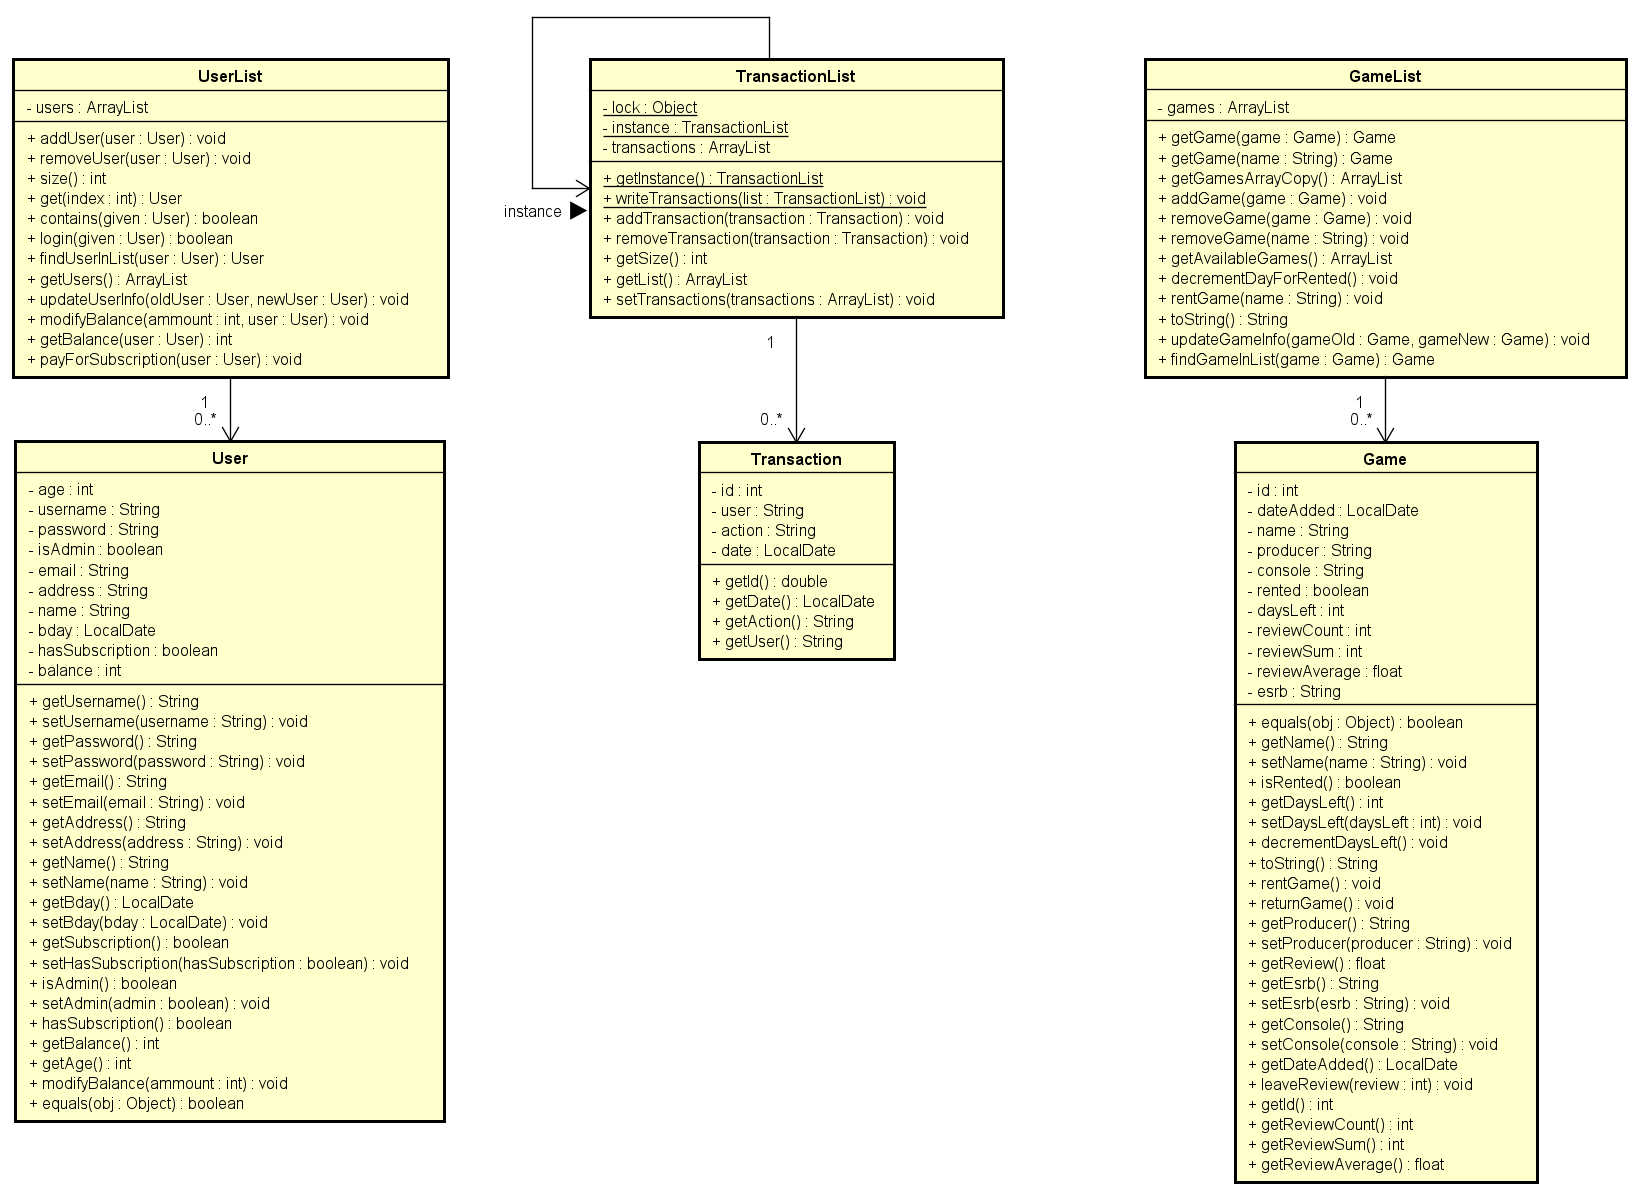 UserList
- users : ArrayList
+ addUser(user : User) : void
+ removeUser(user : User) : void
+ size() : int
+ get(index : int) : User
+ contains(given : User) : boolean
+ login(given : User) : boolean
+ findUserInList(user : User) : User
+ getUsers() : ArrayList
+ updateUserInfo(oldUser : User, newUser : User) : void
+ modifyBalance(ammount : int, user : User) : void
+ getBalance(user : User) : int
+ payForSubscription(user : User) : void
1
0..*
User
- age : int
- username : String
- password : String
- isAdmin : boolean
- email : String
- address : String
- name : String
- bday : LocalDate
- hasSubscription : boolean
- balance : int
+ getUsername() : String
+ setUsername(username : String) : void
+ getPassword() : String
+ setPassword(password : String) : void
+ getEmail() : String
+ setEmail(email : String) : void
+ getAddress() : String
+ setAddress(address : String) : void
+ getName() : String
+ setName(name : String) : void
+ getBday() : LocalDate
+ setBday(bday : LocalDate) : void
+ getSubscription() : boolean
+ setHasSubscription(hasSubscription : boolean) : void
+ isAdmin() : boolean
+ setAdmin(admin : boolean) : void
+ hasSubscription() : boolean
+ getBalance() : int
+ getAge() : int
+ modifyBalance(ammount : int) : void
+ equals(obj : Object) : boolean
TransactionList
- lock : Object
- instance : TransactionList
- transactions : ArrayList
+ getInstance() : TransactionList
+ writeTransactions(list : TransactionList) : void
+ addTransaction(transaction : Transaction) : void
+ removeTransaction(transaction : Transaction) : void
+ getSize() : int
+ getList() : ArrayList
+ setTransactions(transactions : ArrayList) : void
instance
1
0..*
Transaction
- id : int
- user : String
- action : String
- date : LocalDate
+ getId() : double
+ getDate() : LocalDate
+ getAction() : String
+ getUser() : String
GameList
- games : ArrayList
+ getGame(game : Game) : Game
+ getGame(name : String) : Game
+ getGamesArrayCopy() : ArrayList
+ addGame(game : Game) : void
+ removeGame(game : Game) : void
+ removeGame(name : String) : void
+ getAvailableGames() : ArrayList
+ decrementDayForRented() : void
+ rentGame(name : String) : void
+ toString() : String
+ updateGameInfo(gameOld : Game, gameNew : Game) : void
+ findGameInList(game : Game) : Game
1
0..*
Game
- id : int
- dateAdded : LocalDate
- name : String
- producer : String
- console : String
- rented : boolean
- daysLeft : int
- reviewCount : int
- reviewSum : int
- reviewAverage : float
- esrb : String
+ equals(obj : Object) : boolean
+ getName() : String
+ setName(name : String) : void
+ isRented() : boolean
+ getDaysLeft() : int
+ setDaysLeft(daysLeft : int) : void
+ decrementDaysLeft() : void
+ toString() : String
+ rentGame() : void
+ returnGame() : void
+ getProducer() : String
+ setProducer(producer : String) : void
+ getReview() : float
+ getEsrb() : String
+ setEsrb(esrb : String) : void
+ getConsole() : String
+ setConsole(console : String) : void
+ getDateAdded() : LocalDate
+ leaveReview(review : int) : void
+ getId() : int
+ getReviewCount() : int
+ getReviewSum() : int
+ getReviewAverage() : float